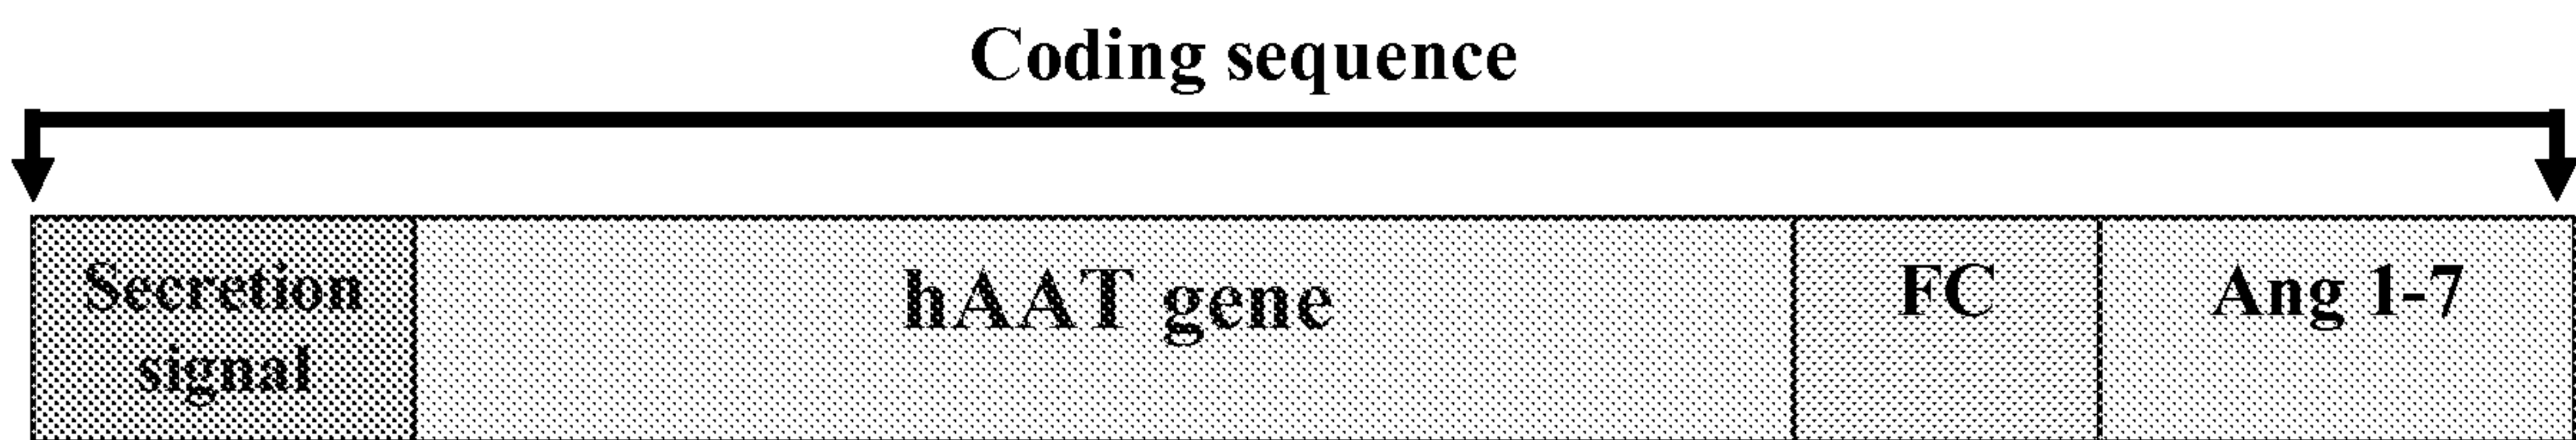 Coding sequence
Secretion
signal
hAAT gene
FC
Ang 1-7